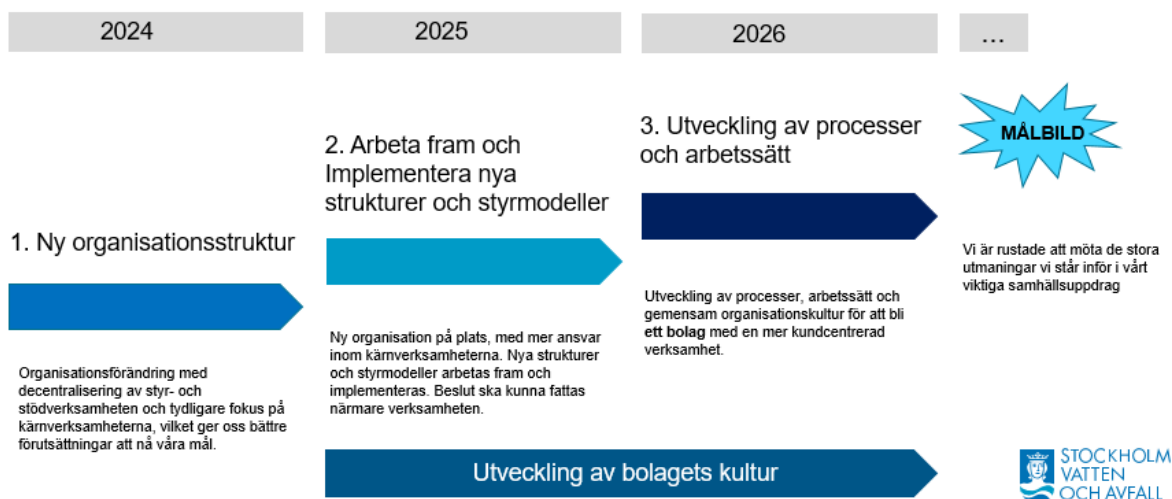 2024
2025
2026
...
1. Ny organisationsstruktur
Organisationsförändring med
decentralisering av styr- och
stödverksamheten och tydligare fokus på
kärnverksamheterna, vilket ger oss bättre
förutsättningar att nå våra mål.
2. Arbeta fram och
Implementera nya
strukturer och styrmodeller
Ny organisation på plats, med mer ansvar
inom kärnverksamheterna. Nya strukturer
och styrmodeller arbetas fram och
implementeras. Beslut ska kunna fattas
närmare verksamheten.
3. Utveckling av processer
och arbetssätt
Utveckling av processer, arbetssätt och
gemensam organisationskultur för att bli
ett bolag med en mer kundcentrerad
verksamhet.
MÅLBILD
Vi är rustade att möta de stora
utmaningar vi står inför i vårt
viktiga samhällsuppdrag
Utveckling av bolagets kultur
STOCKHOLM
VATTEN
OCH AVFALL